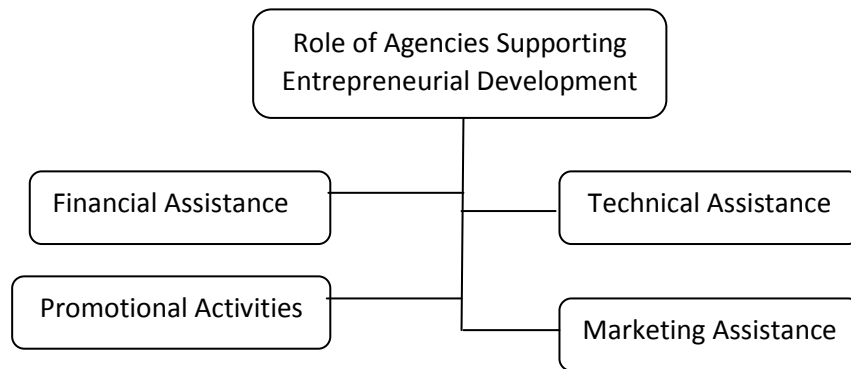 Role of Agencies Supporting
Entrepreneurial Development
Financial Assistance
Technical Assistance
Promotional Activities
Marketing Assistance